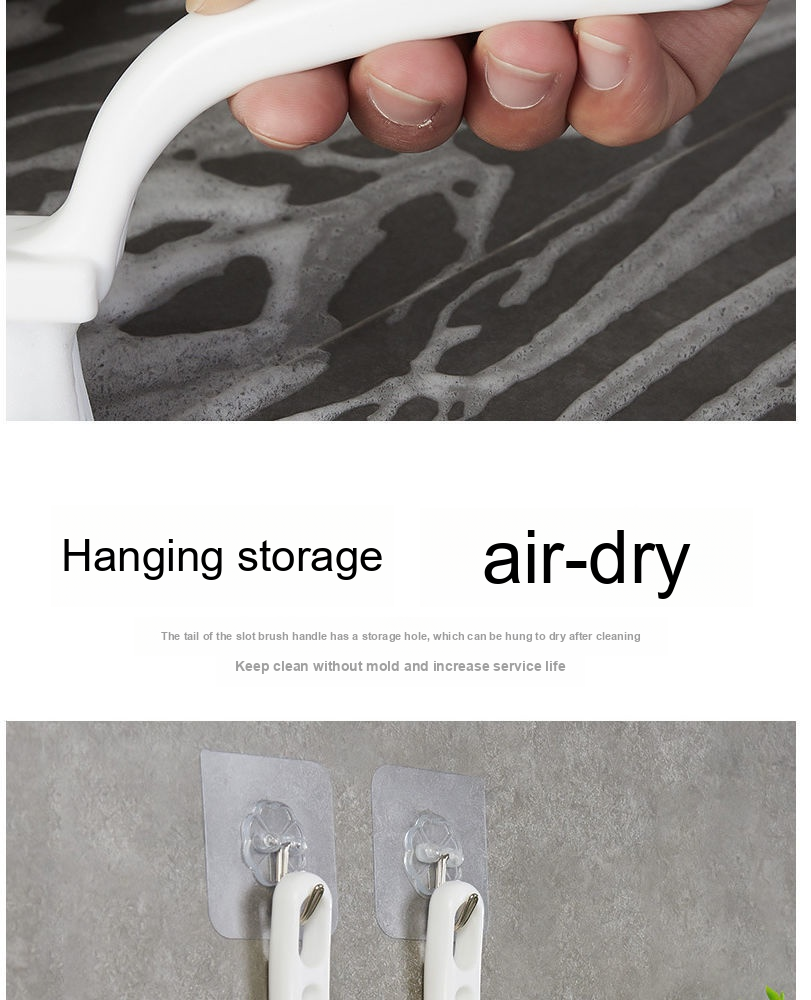 Hanging storage air-dry
The tail of the slot brush handle has a storage hole, which can be hung to dry after cleaning
Keep clean without mold and increase service life